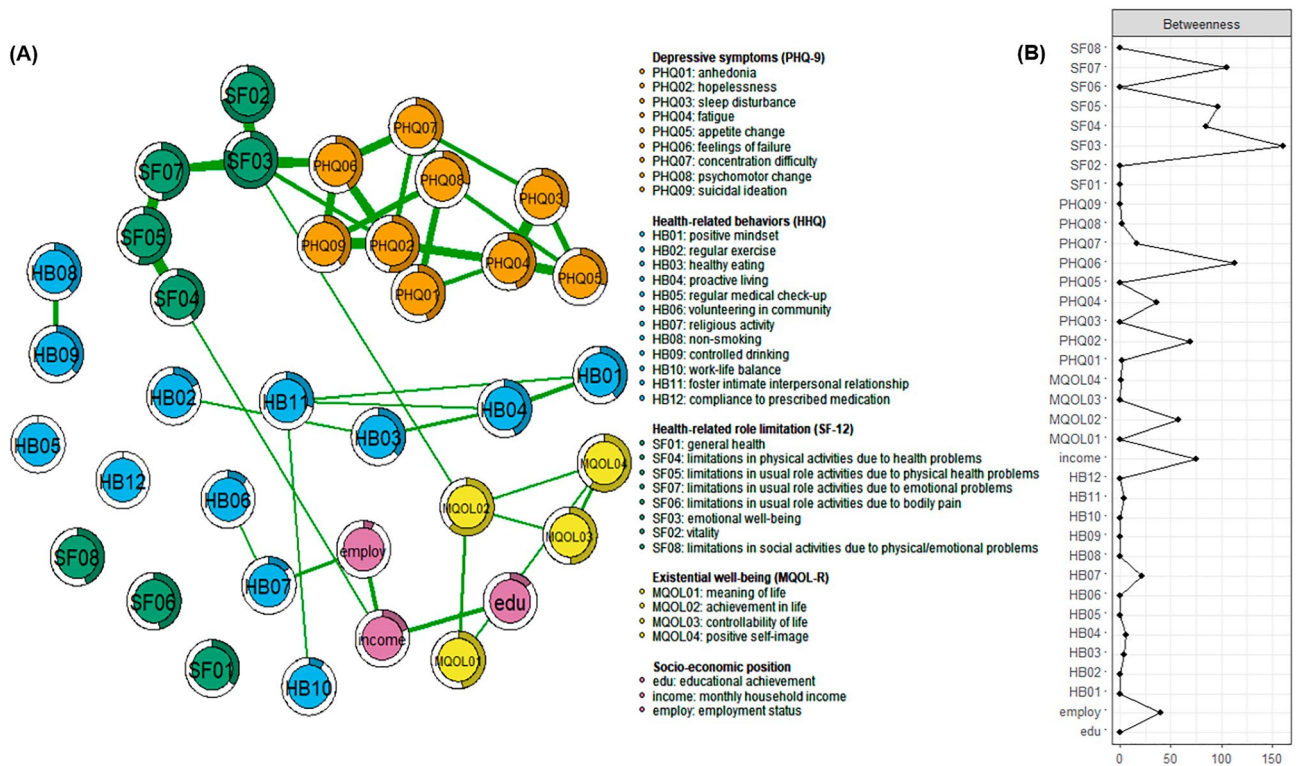 (A)
SF02
SF03
SF07
SF05
SF04
PHQ07
PHQ06
PHQ08
PHQ03
PHQ09
PHQ02
PHQ04
PHQ05
PHQ01
HB08
HB09
HB02
HB11
HB01
HB04
HB03
HB05
HB12
HB06
MQOL04
MQOL02
MQOL03
employ
SF08
SF06
HB07
edu
income
MQOL01
SF01
HB10
Depressive symptoms (PHQ-9)
PHQ01: anhedonia
PHQ02: hopelessness
PHQ03: sleep disturbance
PHQ04: fatigue
PHQ05: appetite change
PHQ06: feelings of failure
PHQ07: concentration difficulty
PHQ08: psychomotor change
PHQ09: suicidal ideation
Health-related behaviors (HHQ)
HB01: positive mindset
HB02: regular exercise
HB03: healthy eating
HB04: proactive living
HB05: regular medical check-up
HB06: volunteering in community
HB07: religious activity
HB08: non-smoking
HB09: controlled drinking
HB10: work-life balance
HB11: foster intimate interpersonal relationship
HB12: compliance to prescribed medication
Health-related role limitation (SF-12)
SF01: general health
SF04: limitations in physical activities due to health problems
SF05: limitations in usual role activities due to physical health problems
SF07: limitations in usual role activities due to emotional problems
SF06: limitations in usual role activities due to bodily pain
SF03: emotional well-being
SF02: vitality
SF08: limitations in social activities due to physical/emotional problems
Existential well-being (MQOL-R)
MQOL01: meaning of life
MQOL02: achievement in life
MQOL03: controllability of life
MQOL04: positive self-image
Socio-economic position
edu: educational achievement
income: monthly household income
employ: employment status
(B)
Betweenness
SF08
SF07
SF06
SF05
SF04
SF03
SF02
SF01
PHQ09
PHQ08
PHQ07
PHQ06
PHQ05
PHQ04
PHQ03
PHQ02
PHQ01
MQOL04
MQOL03
MQOL02
MQOL01
income
HB12
HB11
HB10
HB09
HB08
HB07
HB06
HB05
HB04
HB03
HB02
HB01
employ
edu
0 50 100 150